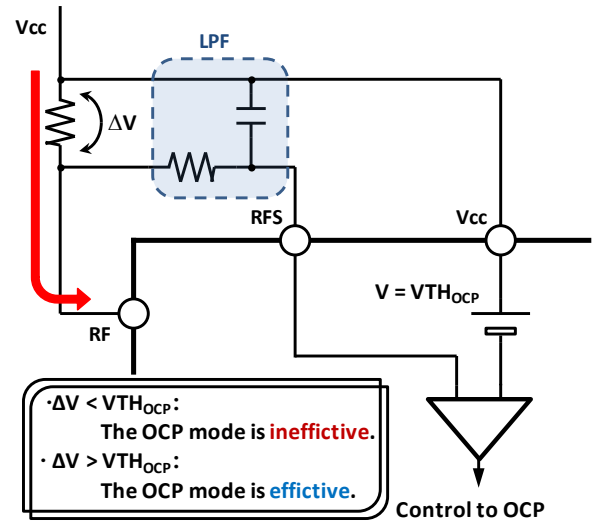 Vcc
LPF
ΔV
RFS
Vcc
V = VTHOCP
RF
·ΔV < VTHOCP:
The OCP mode is ineffictive.
· ΔV > VTHOCP:
The OCP mode is effictive.
Control to OCP